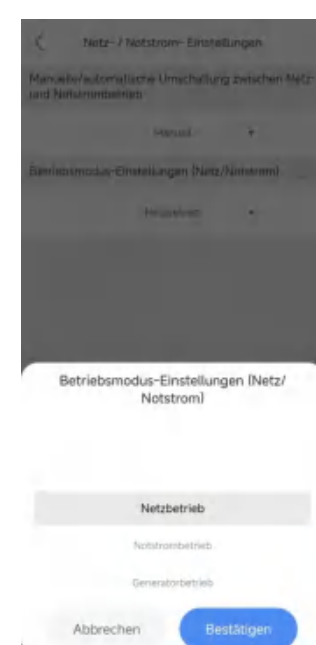 Netz- / Notstrom- Einstellungen
Manuelle/automatische Umschaltung zwischen Netz-
und Notstrombetrieb
Manuell
Betriebsmodus-Einstellungen (Netz/Notstrom)
Netzbetrieb
Betriebsmodus-Einstellungen (Netz/
Notstrom)
Netzbetrieb
Notstrombetrieb
Generatorbetrieb
Abbrechen
Bestätigen